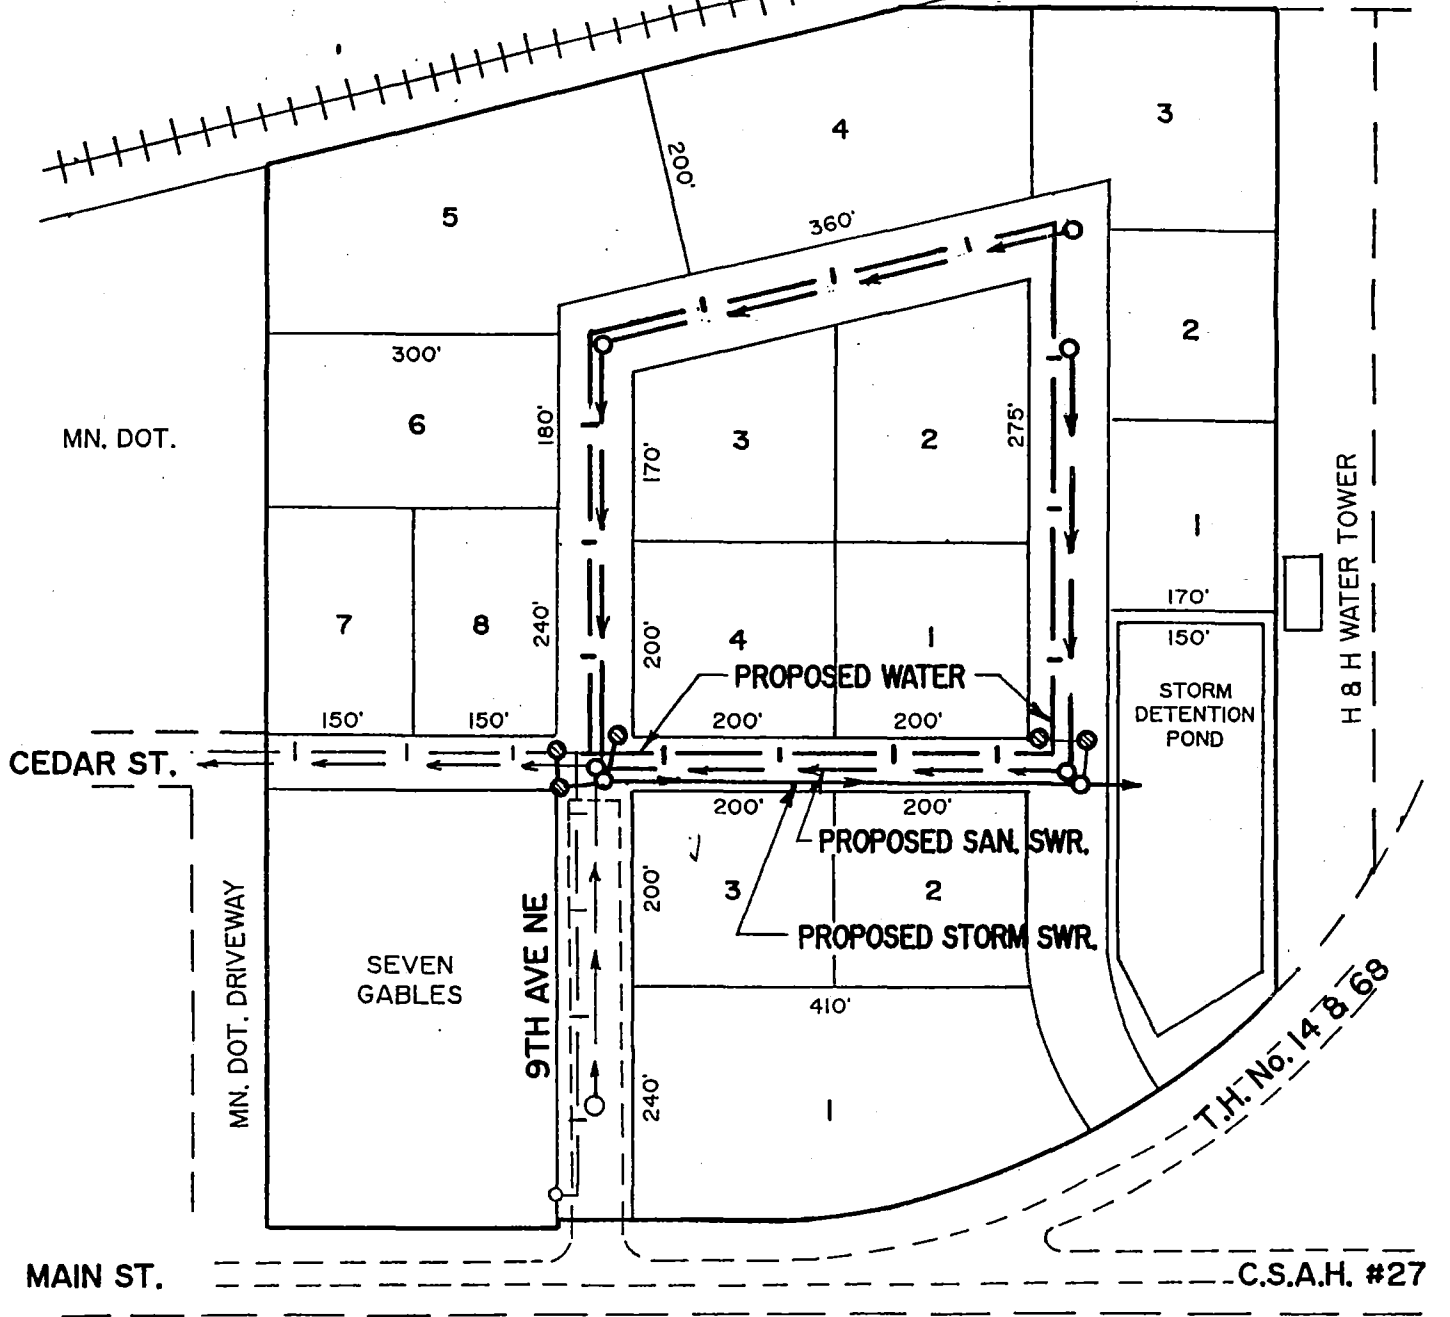 3
4
200'
5
360'
2
300'
6
180'
275'
3
2
170'
MN. DOT.
H & H WATER TOWER
1
170'
150'
7
8
240'
200'
4
1
PROPOSED WATER
STORM
DETENTION
POND
150'
150'
200'
200'
CEDAR ST.
200'
200'
PROPOSED SAN. SWR.
200'
3
2
PROPOSED STORM SWR.
MN. DOT. DRIVEWAY
SEVEN
GABLES
9TH AVE NE
410'
240'
1
T.H. No. 14 & 68
MAIN ST.
C.S.A.H. #27